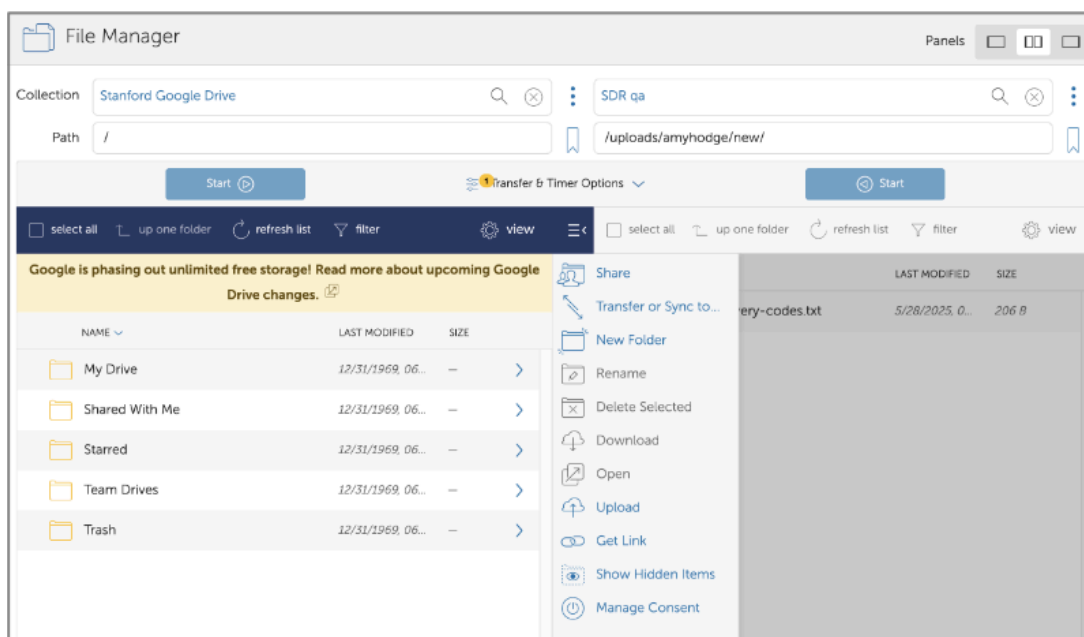 File Manager
Panels
Collection
Stanford Google Drive
SDR qa
Path
/
/uploads/amyhodge/new/
Start
1
Transfer & Timer Options
Start
select all
up one folder
refresh list
filter
view
select all
up one folder
refresh list
filter
view
Google is phasing out unlimited free storage! Read more about upcoming Google
Drive changes.
NAME
LAST MODIFIED
SIZE
My Drive
12/31/1969, 06...
—
Shared With Me
12/31/1969, 06...
—
Starred
12/31/1969, 06...
—
Team Drives
12/31/1969, 06...
—
Trash
12/31/1969, 06...
—
Share
Transfer or Sync to...
New Folder
Rename
Delete Selected
Download
Open
Upload
Get Link
Show Hidden Items
Manage Consent
LAST MODIFIED
SIZE
ery-codes.txt
5/28/2025, 0...
206 B